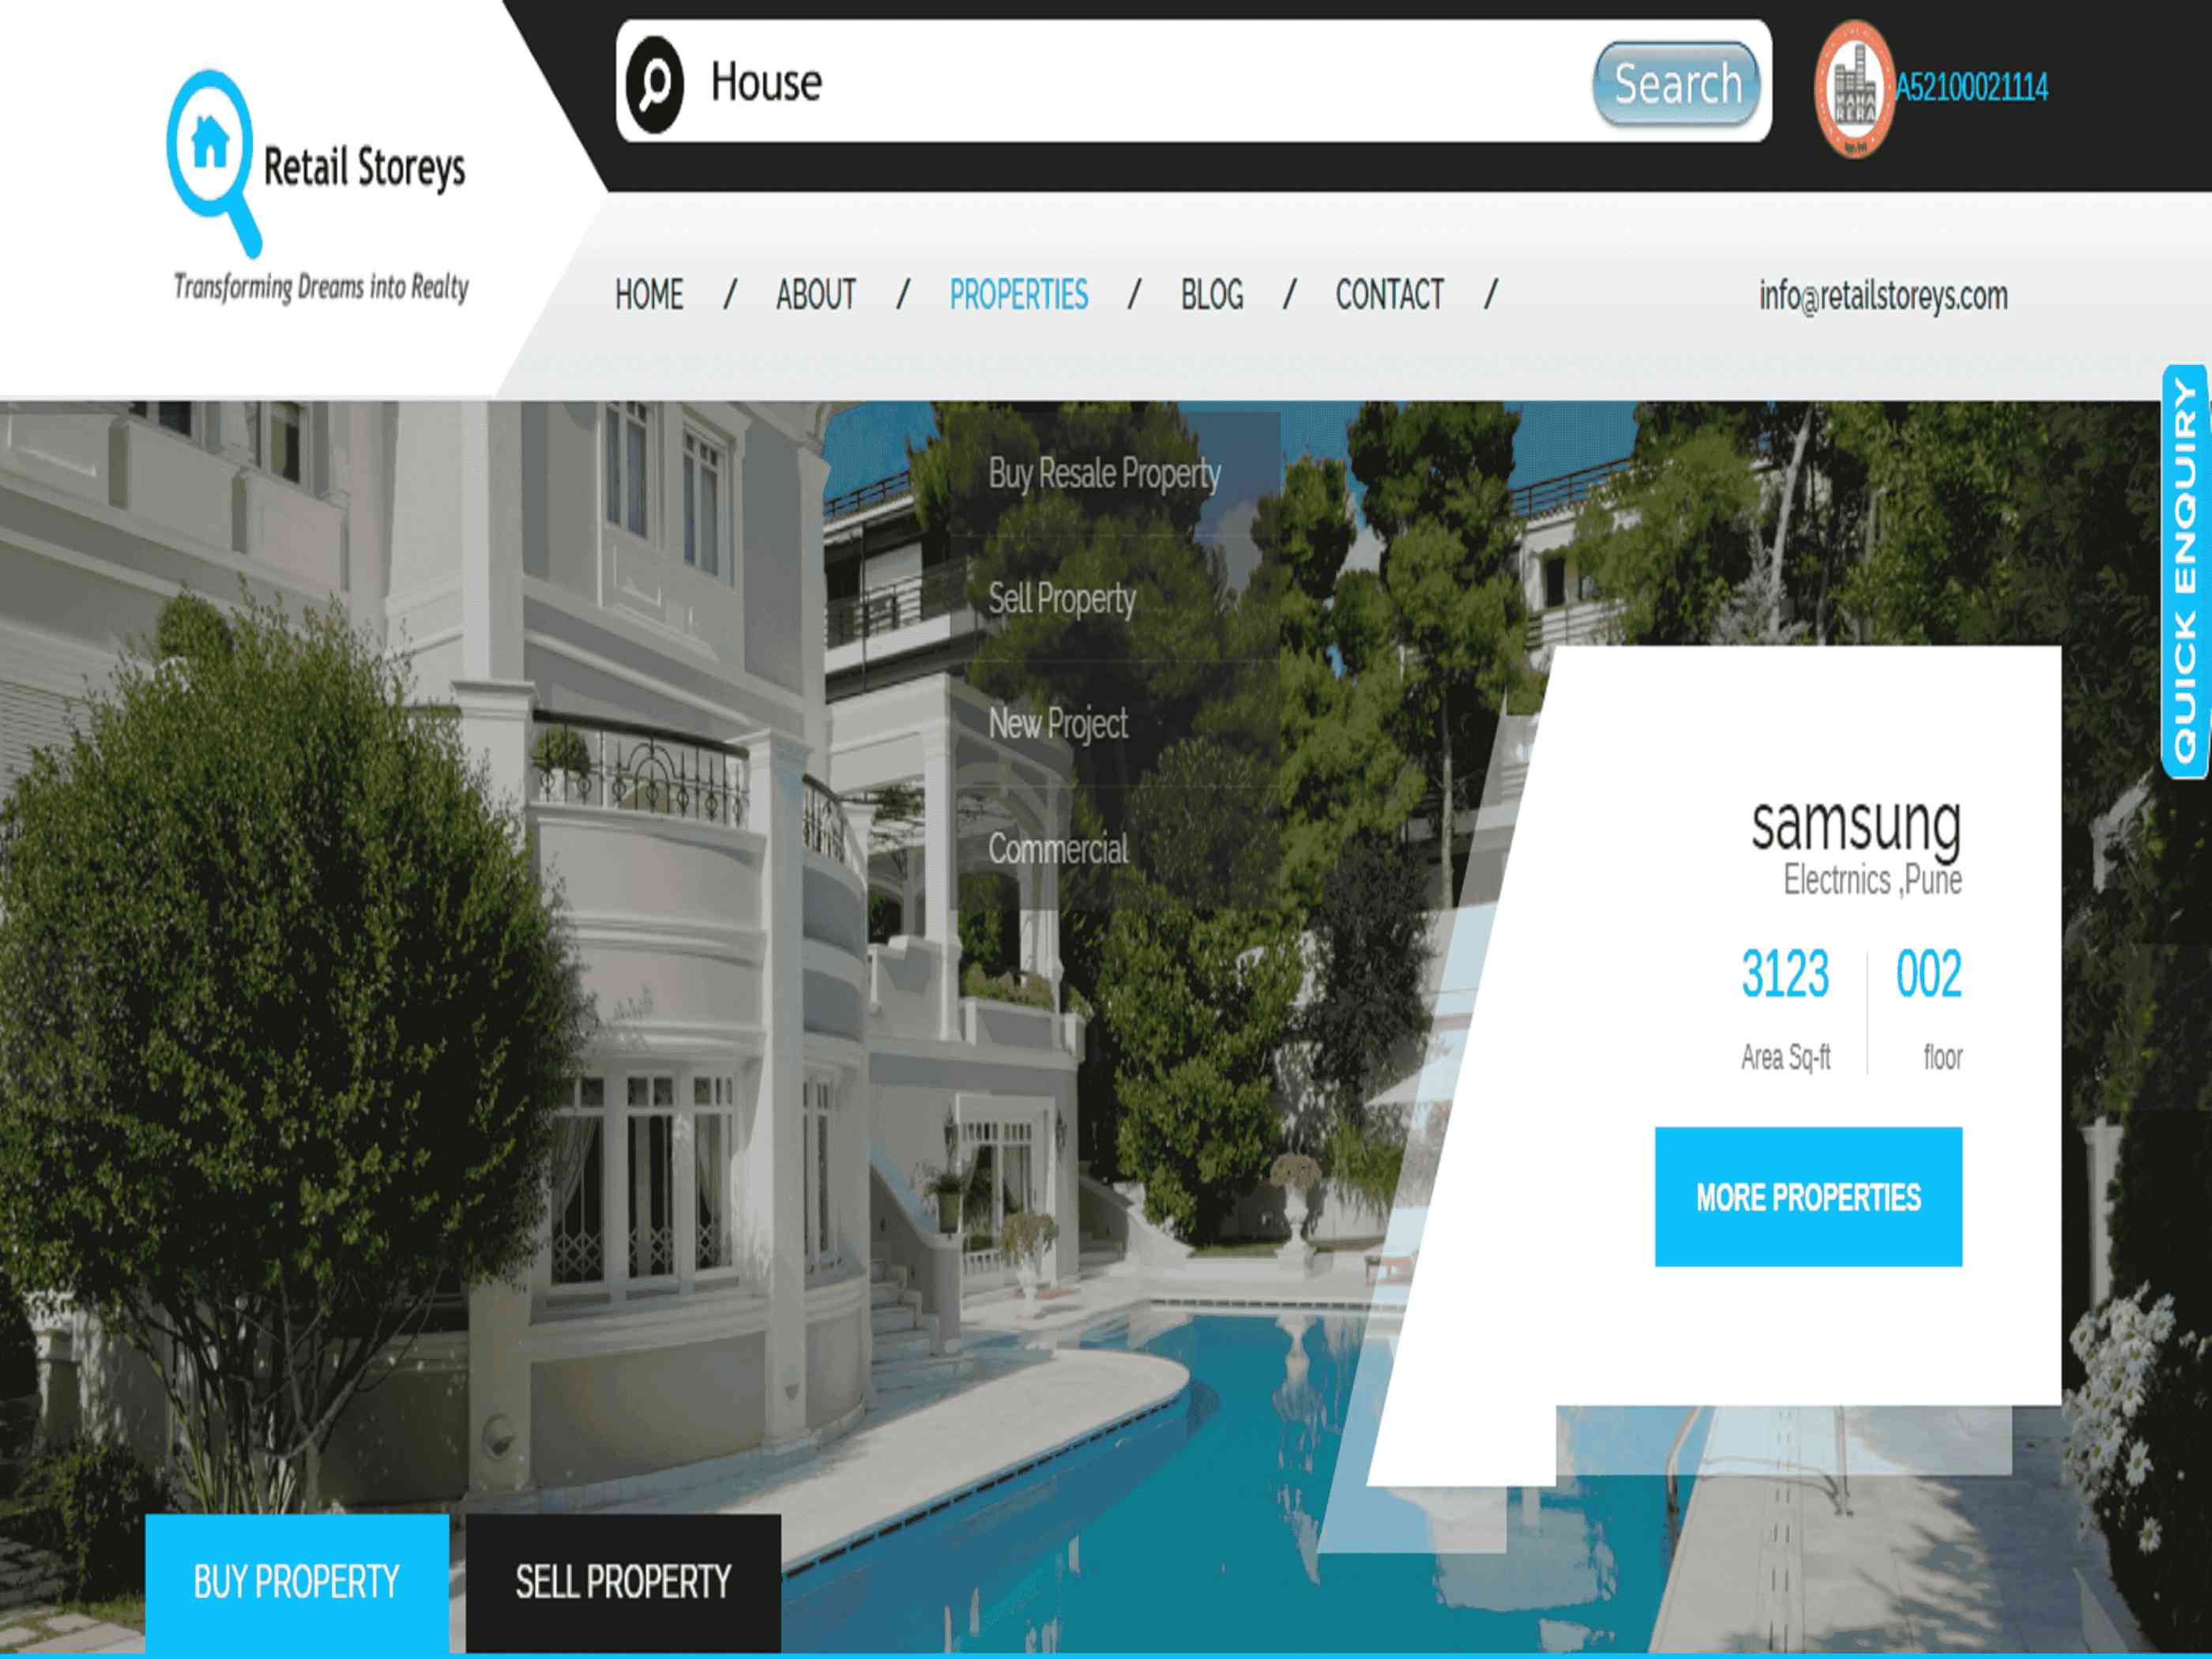 House
Search
MAHA
RERA
A52100021114
Retail Storeys
Transforming Dreams into Realty
HOME / ABOUT / PROPERTIES / BLOG / CONTACT /
info@retailstoreys.com
QUICK ENQUIRY
Buy Resale Property
Sell Property
New Project
Commercial
samsung
Electrnics ,Pune
3123
002
Area Sq-ft
floor
MORE PROPERTIES
BUY PROPERTY
SELL PROPERTY